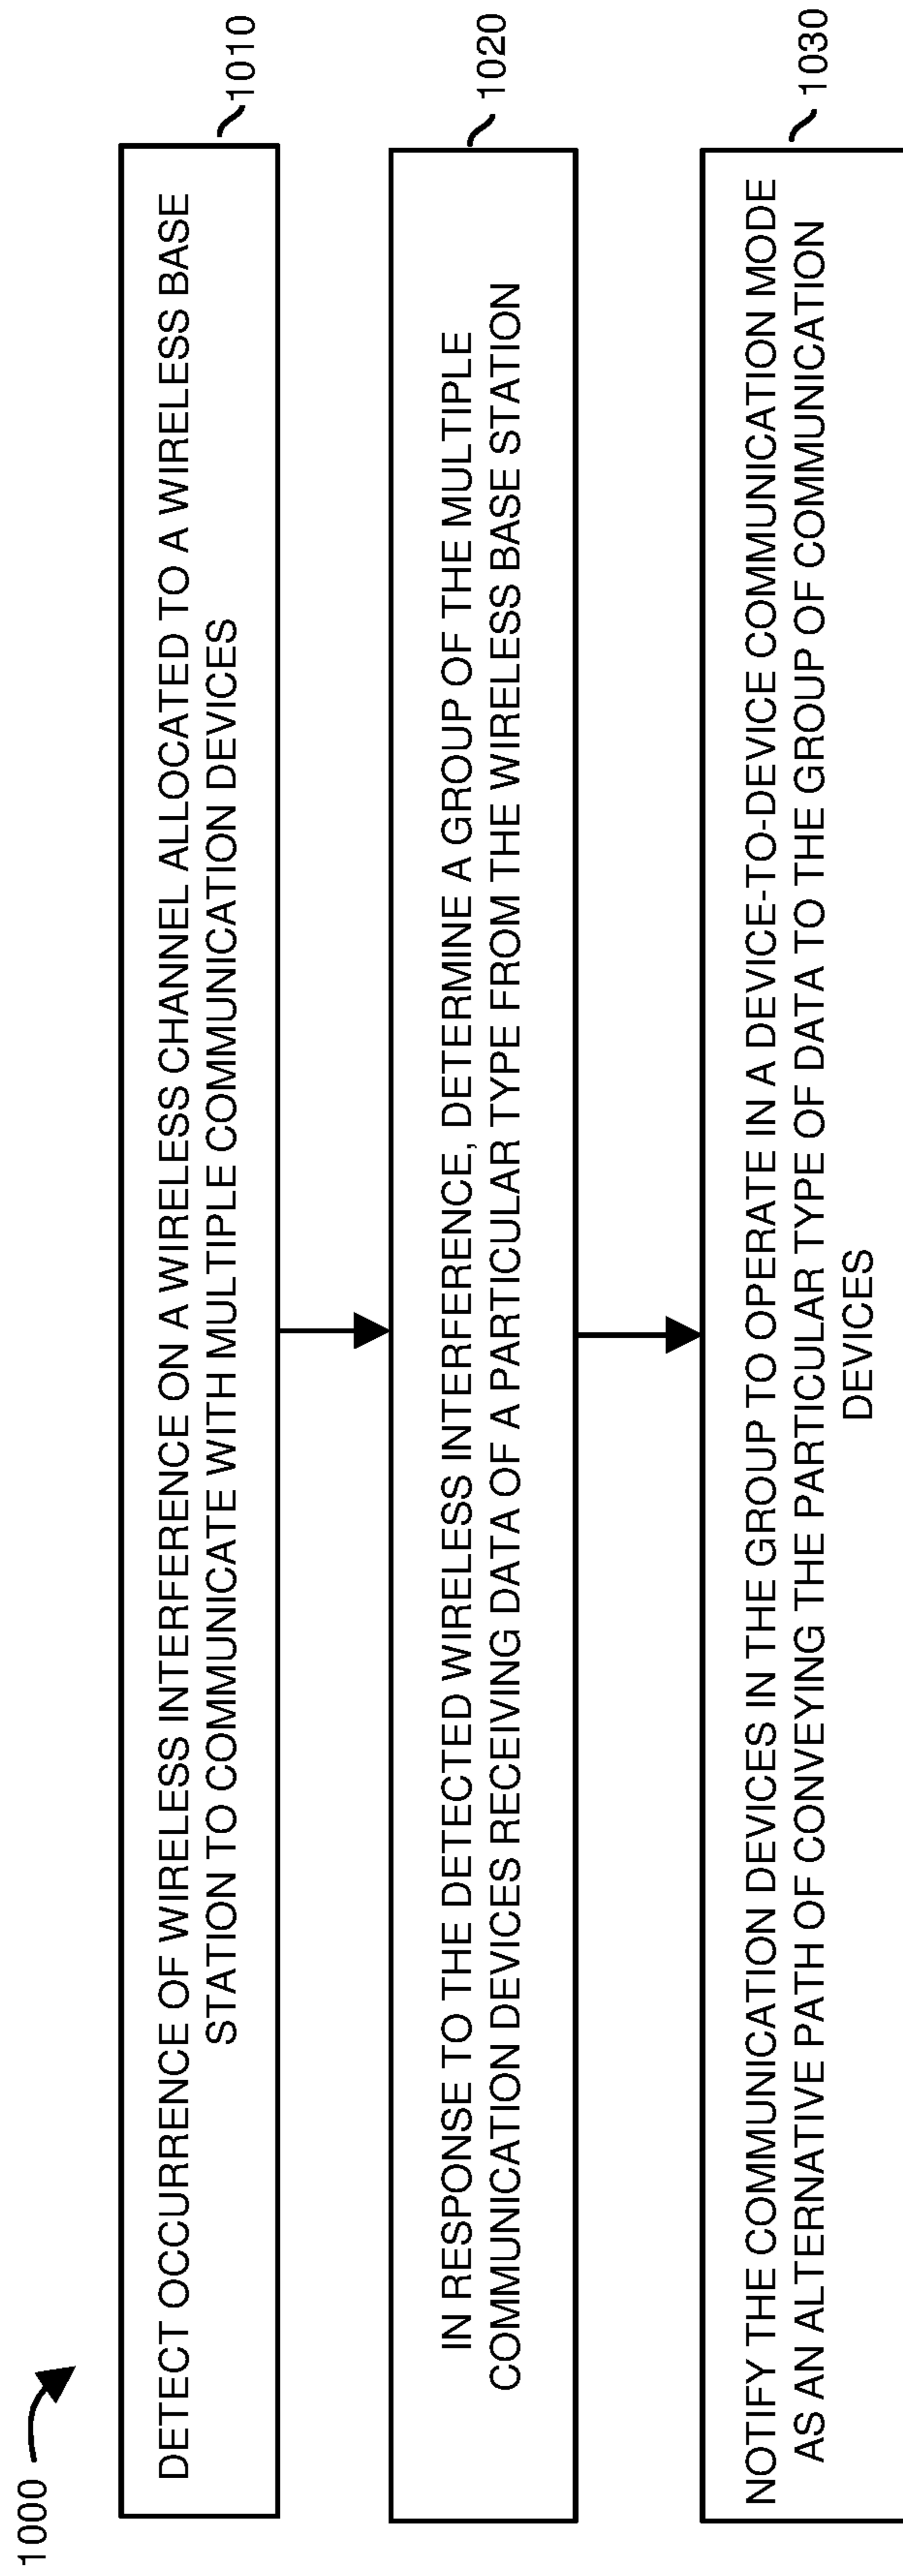 1000
DETECT OCCURRENCE OF WIRELESS INTERFERENCE ON A WIRELESS CHANNEL ALLOCATED TO A WIRELESS BASE
STATION TO COMMUNICATE WITH MULTIPLE COMMUNICATION DEVICES
1010
IN RESPONSE TO THE DETECTED WIRELESS INTERFERENCE, DETERMINE A GROUP OF THE MULTIPLE
COMMUNICATION DEVICES RECEIVING DATA OF A PARTICULAR TYPE FROM THE WIRELESS BASE STATION
1020
NOTIFY THE COMMUNICATION DEVICES IN THE GROUP TO OPERATE IN A DEVICE-TO-DEVICE COMMUNICATION MODE
AS AN ALTERNATIVE PATH OF CONVEYING THE PARTICULAR TYPE OF DATA TO THE GROUP OF COMMUNICATION
DEVICES
1030